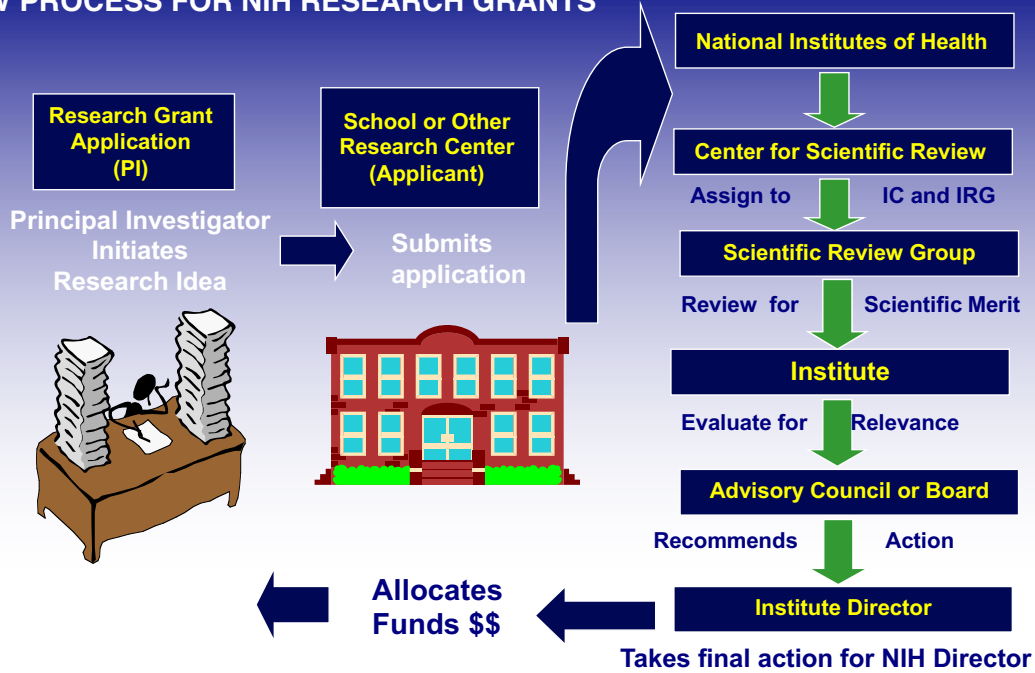 PROCESS FOR NIH RESEARCH GRANTS
Research Grant
Application
(PI)
Principal Investigator
Initiates
Research Idea
School or Other
Research Center
(Applicant)
Submits
application
National Institutes of Health
Center for Scientific Review
Assign to IC and IRG
Scientific Review Group
Review for Scientific Merit
Institute
Evaluate for Relevance
Advisory Council or Board
Recommends Action
Institute Director
Takes final action for NIH Director
Allocates
Funds $$